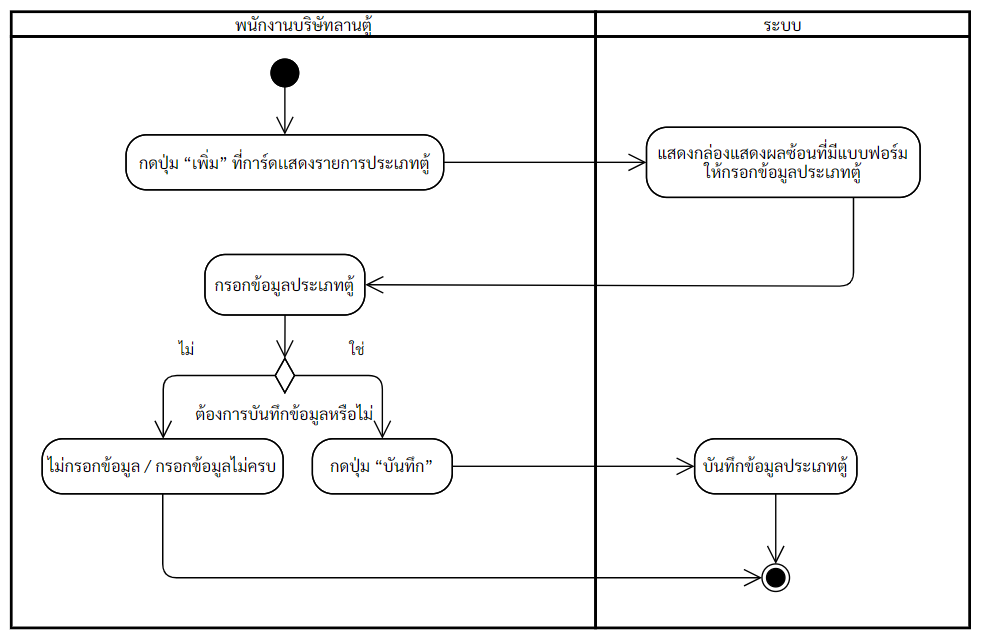 พนักงานบริษัทลานตู้
ระบบ
กดปุ่ม “เพิ่ม” ที่การ์ดแสดงรายการประเภทตู้
แสดงกล่องแสดงผลซ้อนที่มีแบบฟอร์ม
ให้กรอกข้อมูลประเภทตู้
กรอกข้อมูลประเภทตู้
ไม่
ใช่
ต้องการบันทึกข้อมูลหรือไม่
ไม่กรอกข้อมูล / กรอกข้อมูลไม่ครบ
กดปุ่ม “บันทึก”
บันทึกข้อมูลประเภทตู้